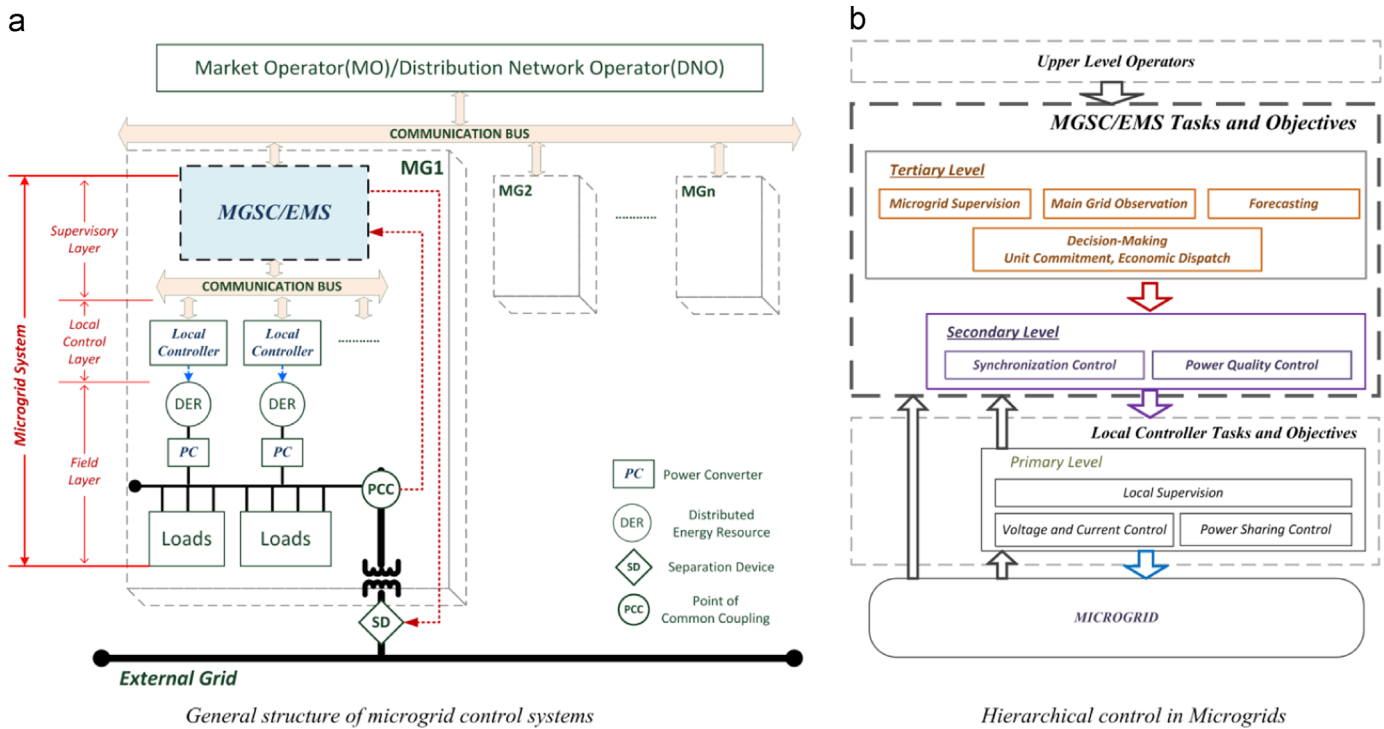 a
Market Operator(MO)/Distribution Network Operator(DNO)
COMMUNICATION BUS
MG1
MGSC/EMS
MG2
............
MGn
COMMUNICATION BUS
Microgrid System
Supervisory
Layer
Local
Control
Layer
Field
Layer
Local
Controller
Local
Controller
............
DER
DER
PC
PC
PCC
Loads
Loads
SD
External Grid
PC
Power Converter
DER
Distributed
Energy Resource
SD
Separation Device
PCC
Point of
Common Coupling
General structure of microgrid control systems
b
Upper Level Operators
MGSC/EMS Tasks and Objectives
Tertiary Level
Microgrid Supervision
Main Grid Observation
Forecasting
Decision-Making
Unit Commitment, Economic Dispatch
Secondary Level
Synchronization Control
Power Quality Control
Local Controller Tasks and Objectives
Primary Level
Local Supervision
Voltage and Current Control
Power Sharing Control
MICROGRID
Hierarchical control in Microgrids